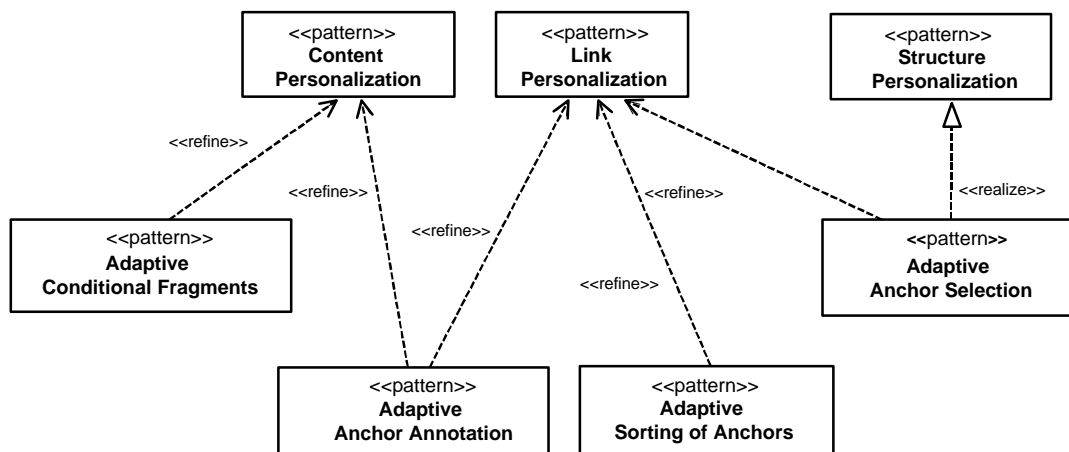 <<pattern>>
Content
Personalization
<<pattern>>
Link
Personalization
<<pattern>>
Structure
Personalization
<<refine>>
<<refine>>
<<refine>>
<<realize>>
<<pattern>>
Adaptive
Conditional Fragments
<<refine>>
<<pattern>>
Adaptive
Anchor Selection
<<refine>>
<<pattern>>
Adaptive
Anchor Annotation
<<pattern>>
Adaptive
Sorting of Anchors